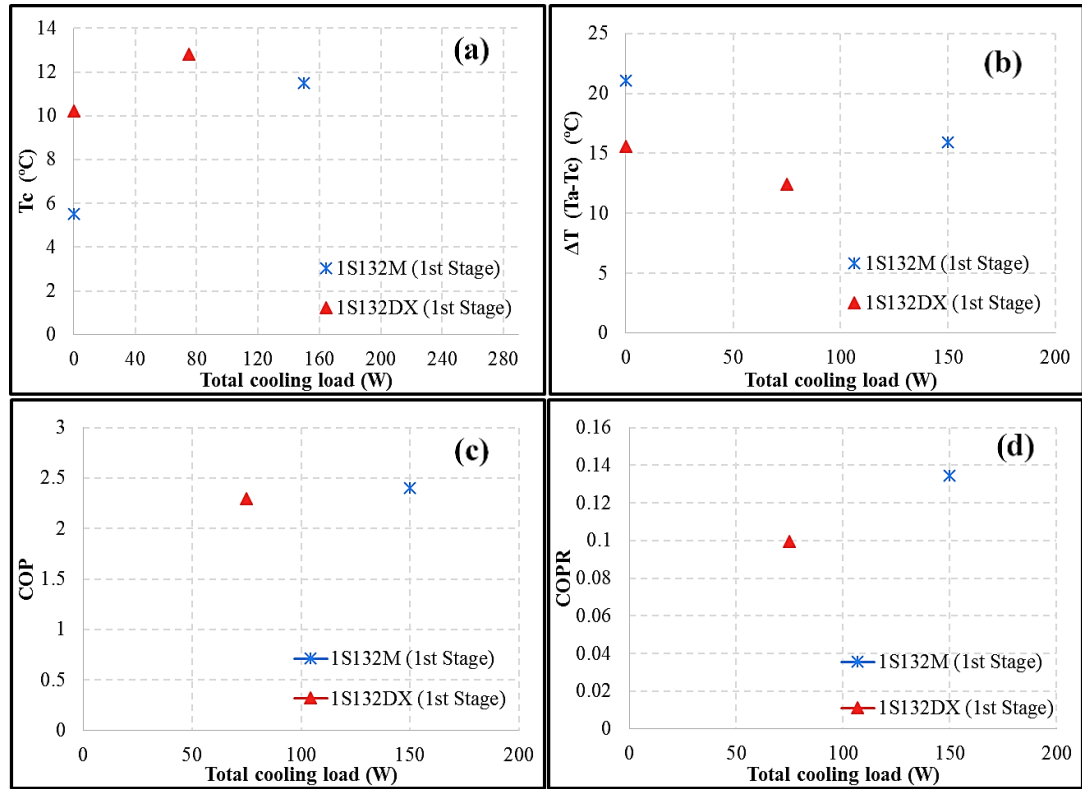 (a)
Tc (ºC)
14
12
10
8
6
4
2
0
1S132M (1st Stage)
1S132DX (1st Stage)
0 40 80 120 160 200 240 280
Total cooling load (W)
(b)
ΔT (Ta-Tc) (ºC)
25
20
15
10
5
0
1S132M (1st Stage)
1S132DX (1st Stage)
0 50 100 150 200
Total cooling load (W)
(c)
COP
3
2.5
2
1.5
1
0.5
0
1S132M (1st Stage)
1S132DX (1st Stage)
0 50 100 150 200
Total cooling load (W)
(d)
COPR
0.16
0.14
0.12
0.1
0.08
0.06
0.04
0.02
0
1S132M (1st Stage)
1S132DX (1st Stage)
0 50 100 150 200
Total cooling load (W)